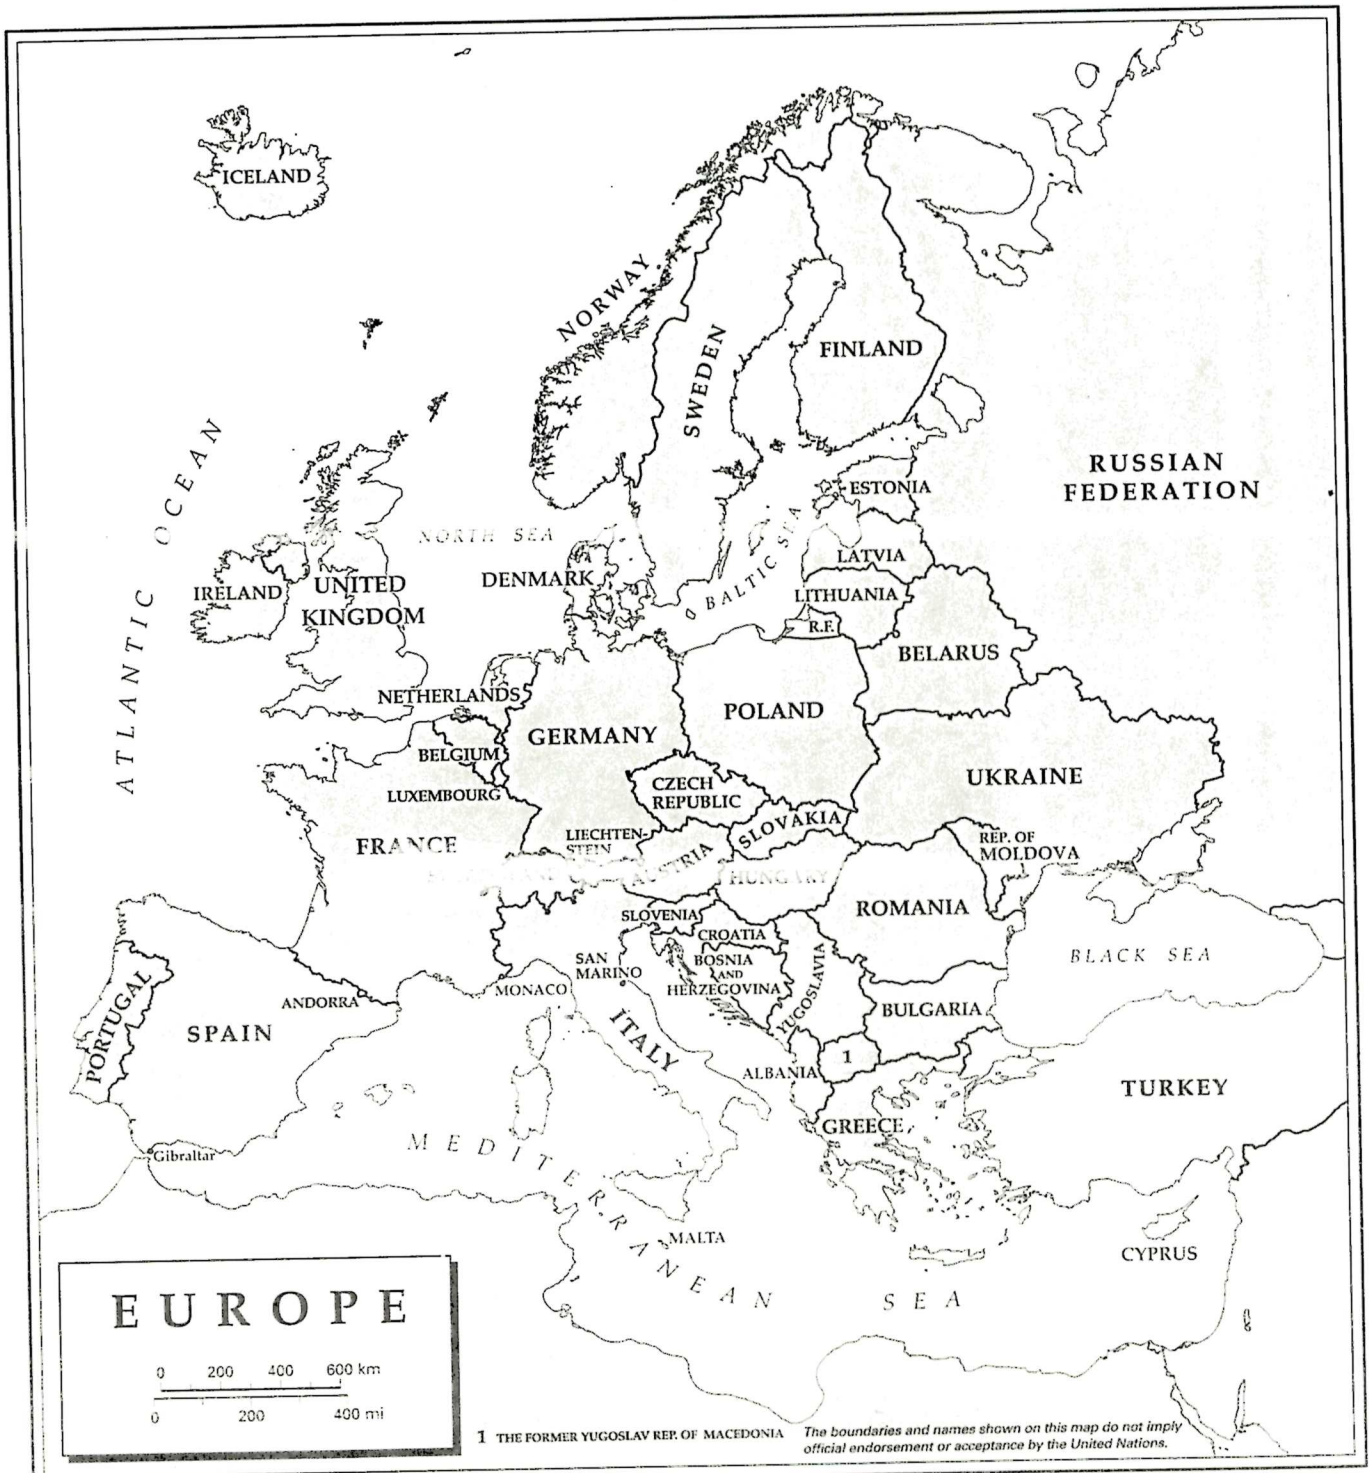 ICELAND
NORWAY
SWEDEN
FINLAND
RUSSIAN
FEDERATION
ATLANTIC OCEAN
NORTH SEA
ESTONIA
BALTIC SEA
LATVIA
DENMARK
IRELAND
UNITED
KINGDOM
LITHUANIA
R.F.
BELARUS
NETHERLANDS
POLAND
GERMANY
BELGIUM
LUXEMBOURG
CZECH
REPUBLIC
UKRAINE
SLOVAKIA
LIECHTEN-
STEIN
FRANCE
AUSTRIA
HUNGARY
REP. OF
MOLDOVA
ROMANIA
SLOVENIA
CROATIA
BOSNIA
AND
HERZEGOVINA
YUGOSLAVIA
SAN
MARINO
MONACO
BLACK SEA
ANDORRA
PORTUGAL
SPAIN
ITALY
BULGARIA
1
ALBANIA
TURKEY
GREECE
Gibraltar
MEDITERRANEAN SEA
MALTA
CYPRUS
EUROPE
0 200 400 600 km
0 200 400 mi
1 THE FORMER YUGOSLAV REP. OF MACEDONIA
The boundaries and names shown on this map do not imply
official endorsement or acceptance by the United Nations.